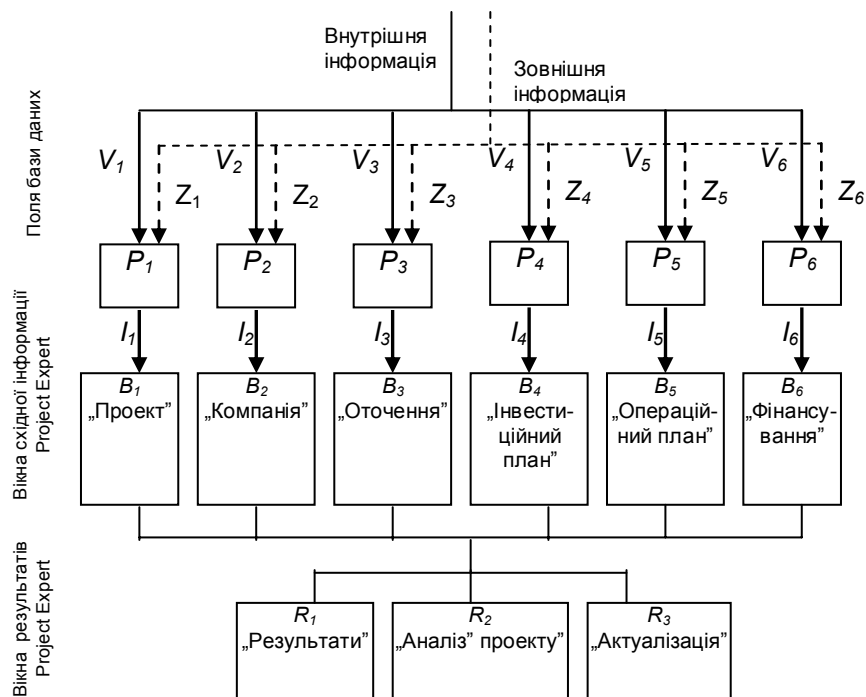 Внутрішня
інформація
Зовнішня
інформація
Поля бази даних
V1 V2 V3 V4 V5 V6
Z1 Z2 Z3 Z4 Z5 Z6
P1 P2 P3 P4 P5 P6
I1 I2 I3 I4 I5 I6
Вікна східної інформації
Project Expert
B1
„Проект”
B2
„Компанія”
B3
„Оточення”
B4
„Інвести-
ційний
план”
B5
„Операцій-
ний план”
B6
„Фінансу-
вання”
Вікна результатів
Project Expert
R1
„Результати”
R2
„Аналіз” проекту”
R3
„Актуалізація”